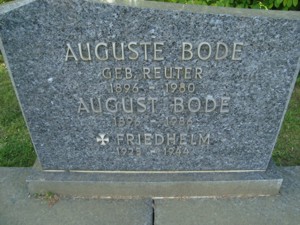 AUGUSTE BODE
GEB. REUTER
1896 - 1980
AUGUST BODE
FRIEDHELM